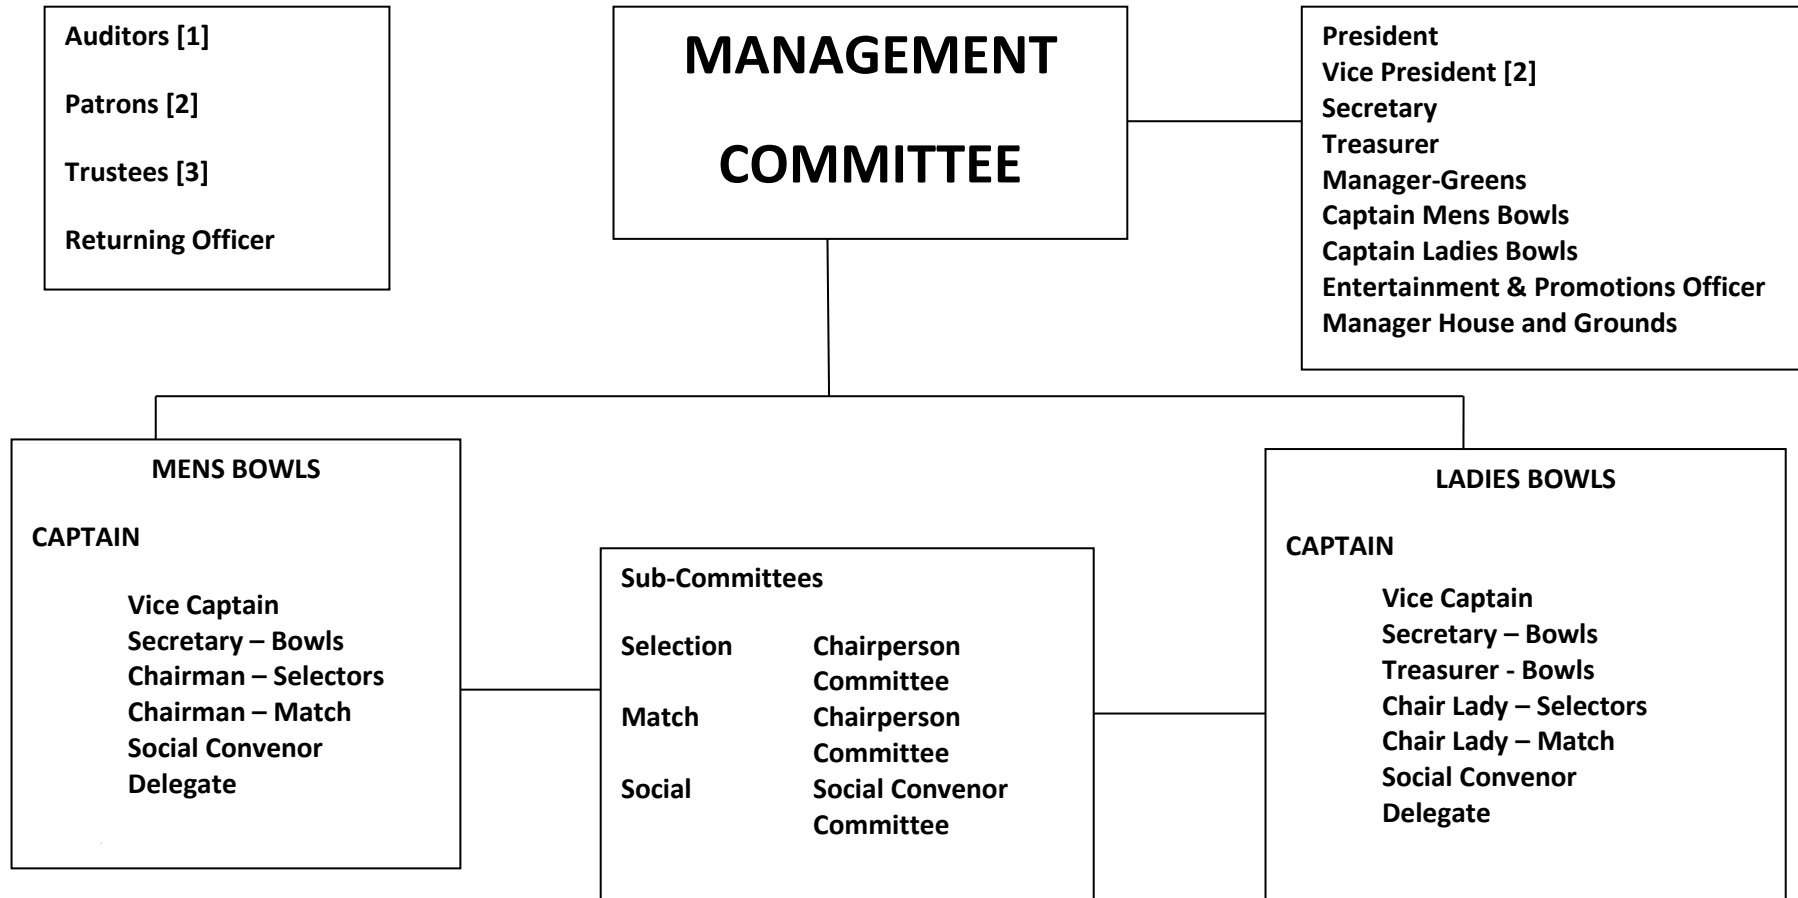 Auditors [1]
Patrons [2]
Trustees [3]
Returning Officer
MANAGEMENT
COMMITTEE
President
Vice President [2]
Secretary
Treasurer
Manager-Greens
Captain Mens Bowls
Captain Ladies Bowls
Entertainment & Promotions Officer
Manager House and Grounds
MENS BOWLS
CAPTAIN
Vice Captain
Secretary – Bowls
Chairman – Selectors
Chairman – Match
Social Convenor
Delegate
Sub-Committees
Selection Chairperson
Committee
Match Chairperson
Committee
Social Social Convenor
Committee
LADIES BOWLS
CAPTAIN
Vice Captain
Secretary – Bowls
Treasurer - Bowls
Chair Lady – Selectors
Chair Lady – Match
Social Convenor
Delegate